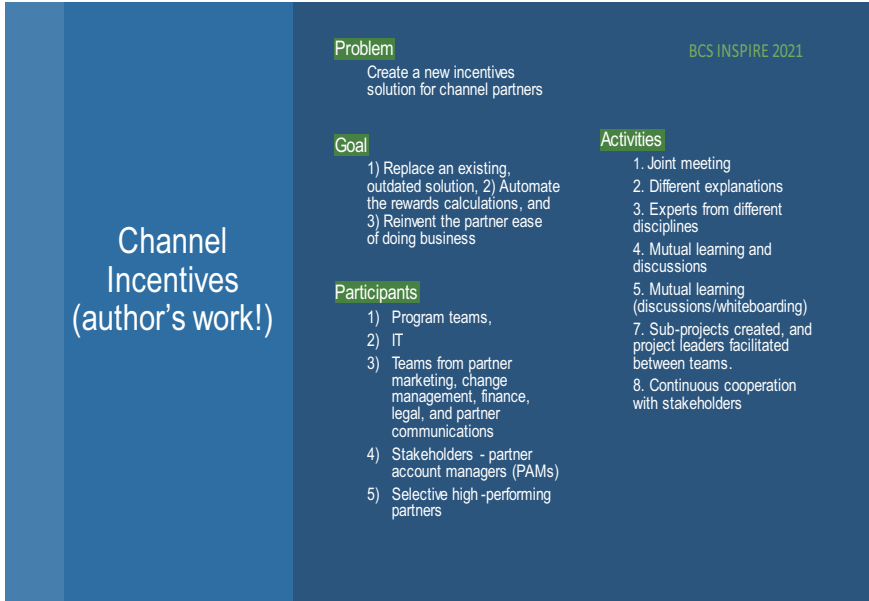 Channel
Incentives
(author's work!)
Problem
Create a new incentives
solution for channel partners
Goal
1) Replace an existing,
outdated solution, 2) Automate
the rewards calculations, and
3) Reinvent the partner ease
of doing business
Participants
1) Program teams,
2) IT
3) Teams from partner
marketing, change
management, finance,
legal, and partner
communications
4) Stakeholders - partner
account managers (PAMs)
5) Selective high -performing
partners
BCS INSPIRE 2021
Activities
1. Joint meeting
2. Different explanations
3. Experts from different
disciplines
4. Mutual learning and
discussions
5. Mutual learning
(discussions/whiteboarding)
7. Sub-projects created, and
project leaders facilitated
between teams.
8. Continuous cooperation
with stakeholders